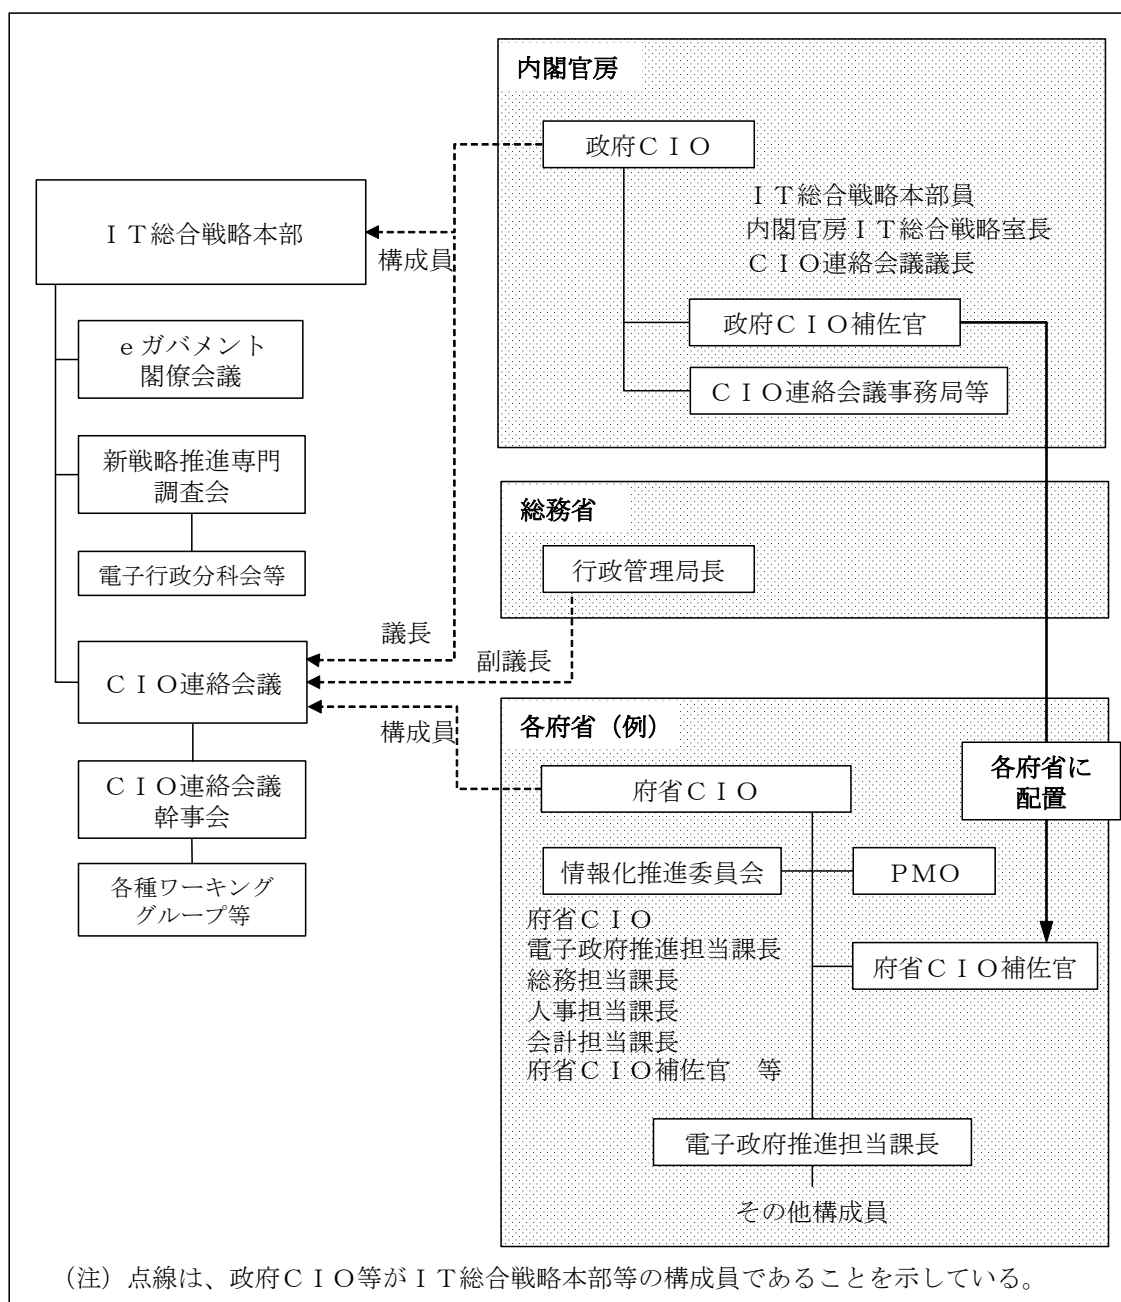 内閣官房
政府ＣＩＯ
ＩＴ総合戦略本部員
内閣官房ＩＴ総合戦略室長
ＣＩＯ連絡会議議長
政府ＣＩＯ補佐官
ＣＩＯ連絡会議事務局等
ＩＴ総合戦略本部
構成員
ｅガバメント
閣僚会議
新戦略推進専門
調査会
電子行政分科会等
総務省
行政管理局長
議長
副議長
ＣＩＯ連絡会議
構成員
ＣＩＯ連絡会議
幹事会
各種ワーキング
グループ等
各府省（例）
各府省に
配置
府省ＣＩＯ
情報化推進委員会
ＰＭＯ
府省ＣＩＯ
電子政府推進担当課長
総務担当課長
人事担当課長
会計担当課長
府省ＣＩＯ補佐官　等
府省ＣＩＯ補佐官
電子政府推進担当課長
その他構成員
（注）点線は、政府ＣＩＯ等がＩＴ総合戦略本部等の構成員であることを示している。